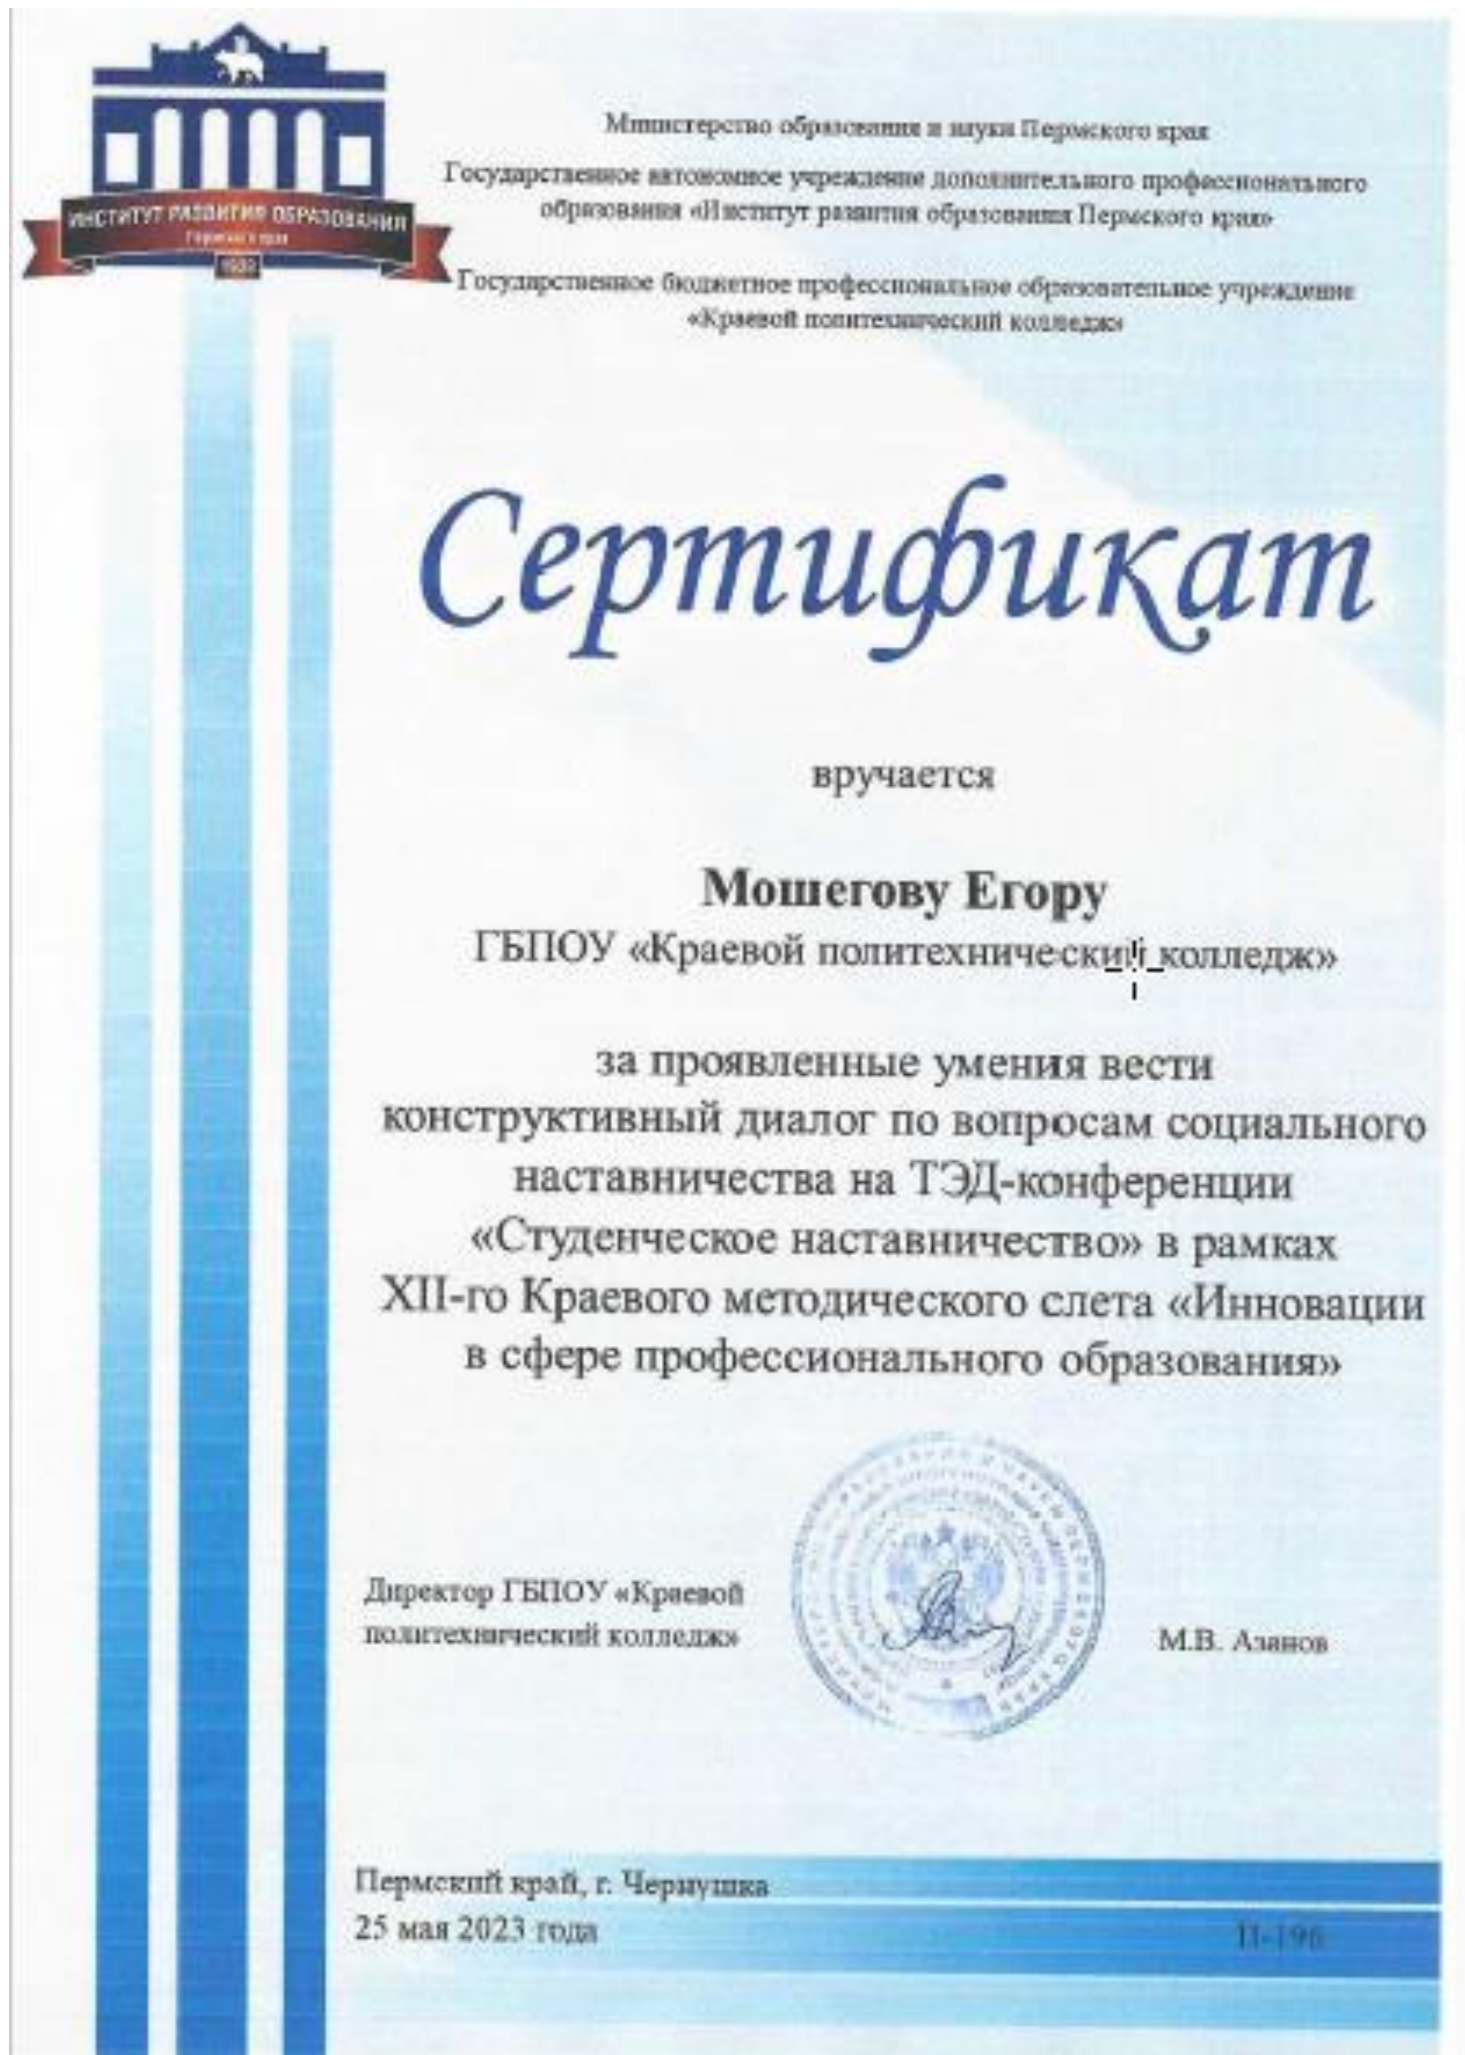 ИНСТИТУТ РАЗВИТИЯ ОБРАЗОВАНИЯ
Пермского края
Министерство образования и науки Пермского края
Государственное автономное учреждение дополнительного профессионального
образования «Институт развития образования Пермского края»
Государственное бюджетное профессиональное образовательное учреждение
«Краевой политехнический колледж»
Сертификат
вручается
Мошегову Егору
ГБПОУ «Краевой политехнический колледж»
за проявленные умения вести
конструктивный диалог по вопросам социального
наставничества на ТЭД-конференции
«Студенческое наставничество» в рамках
XII-го Краевого методического слета «Инновации
в сфере профессионального образования»
Директор ГБПОУ «Краевой
политехнический колледж»
М.В. Азанов
Пермский край, г. Чернушка
25 мая 2023 года
П-196